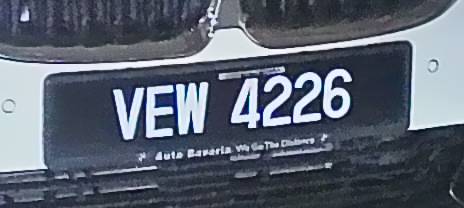 VEW 4226
Auto Bavaria We Go The Distance